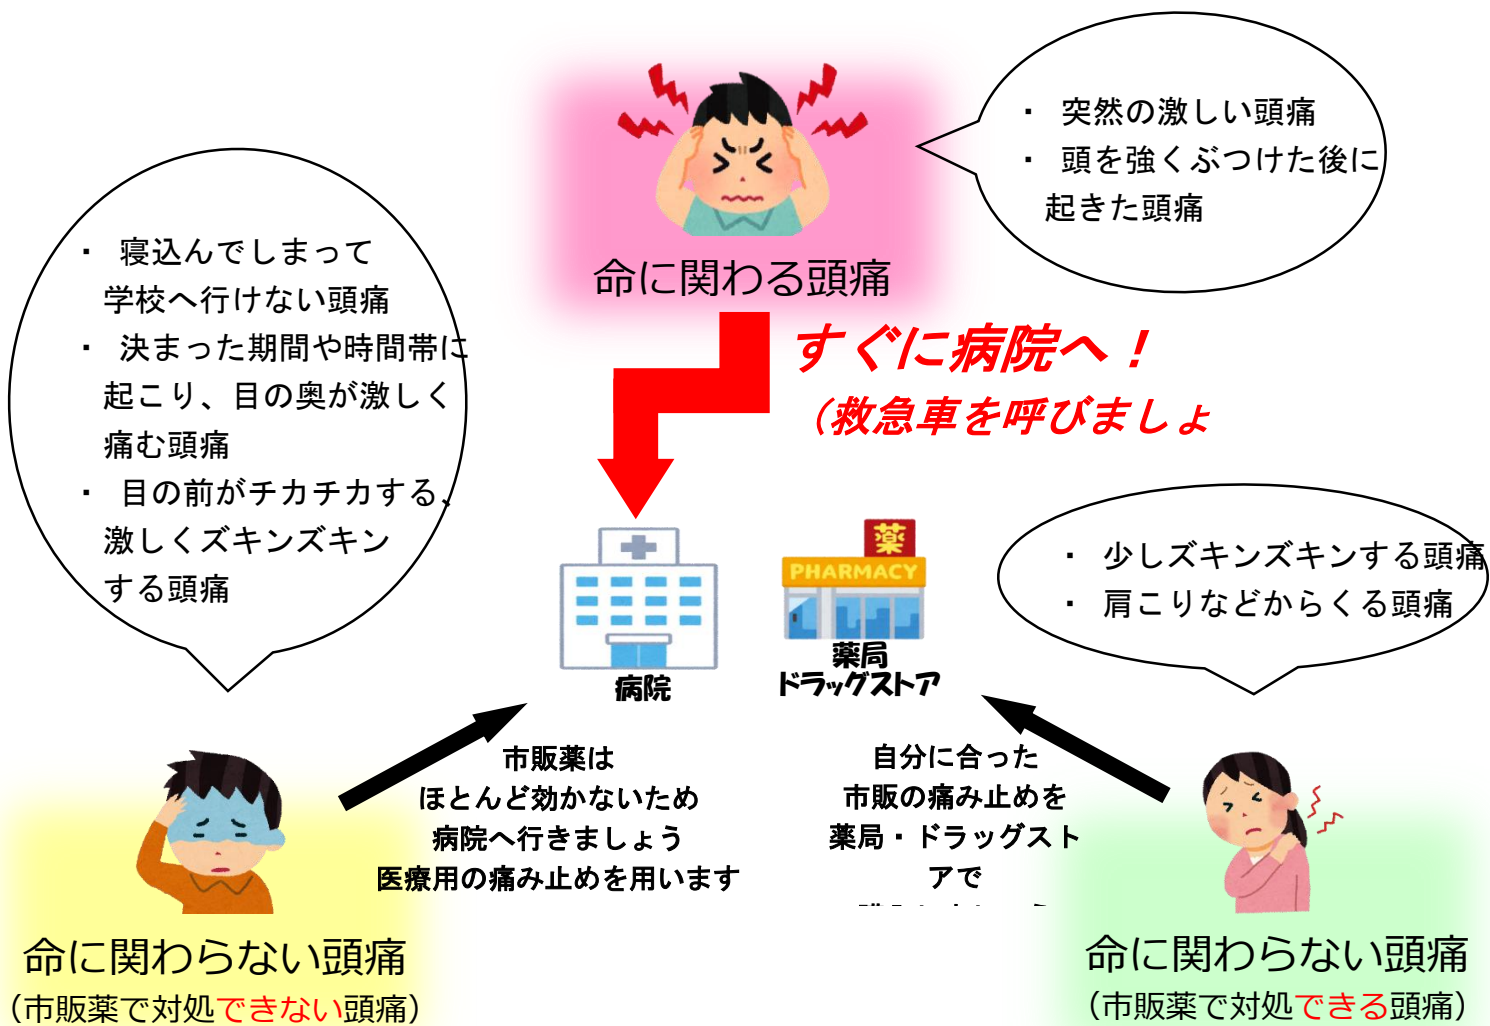 ・ 突然の激しい頭痛
・ 頭を強くぶつけた後に
起きた頭痛
命に関わる頭痛
すぐに病院へ！
（救急車を呼びましょ
・ 寝込んでしまって
学校へ行けない頭痛
・ 決まった期間や時間帯に
起こり、目の奥が激しく
痛む頭痛
・ 目の前がチカチカする、
激しくズキンズキン
する頭痛
・ 少しズキンズキンする頭痛
・ 肩こりなどからくる頭痛
薬
PHARMACY
病院
薬局
ドラッグストア
市販薬は
ほとんど効かないため
病院へ行きましょう
医療用の痛み止めを用います
自分に合った
市販の痛み止めを
薬局・ドラッグスト
アで
命に関わらない頭痛
（市販薬で対処できない頭痛）
命に関わらない頭痛
（市販薬で対処できる頭痛）